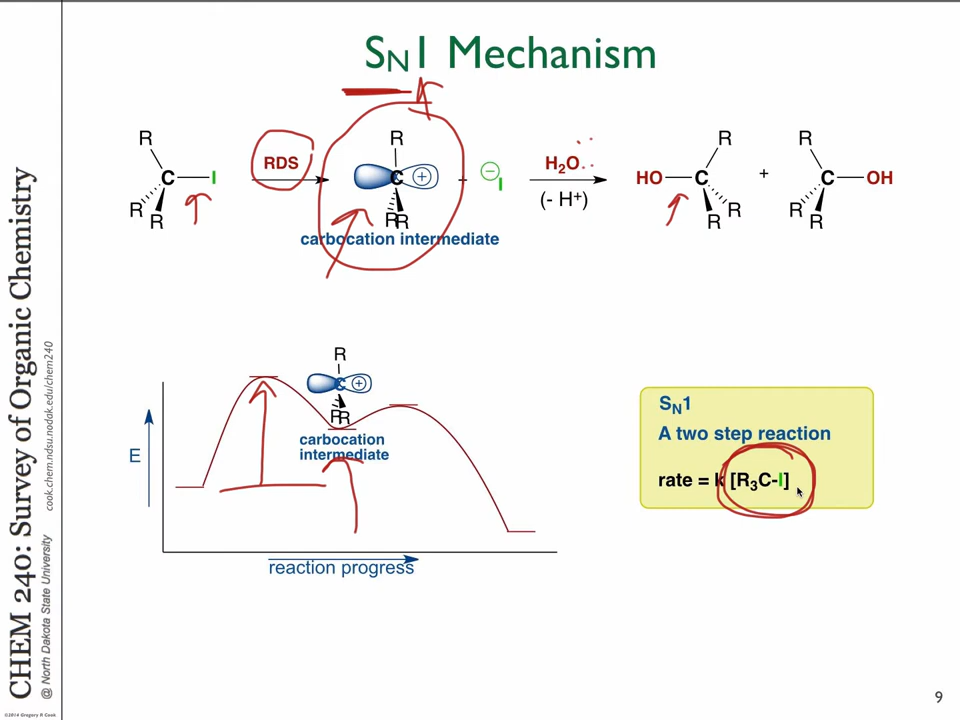 CHEM 240: Survey of Organic Chemistry
@ North Dakota State University cook.chem.ndsu.nodak.edu/chem240
©2014 Gregory R Cook
SN1 Mechanism
R
C
I
R
R
RDS
R
C
+
R
R
carbocation intermediate
+
−
I
H2O:
(- H+)
R
HO
C
R
R
+
R
C
OH
R
R
E
R
C
+
R
R
carbocation
intermediate
reaction progress
SN1
A two step reaction
rate = k [R3C-I]
9